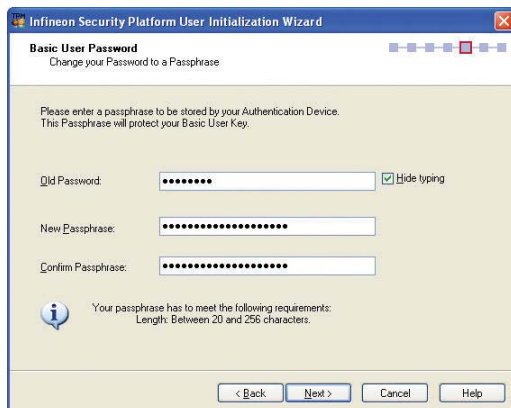 Infineon Security Platform User Initialization Wizard
Basic User Password
Change your Password to a Passphrase
Please enter a passphrase to be stored by your Authentication Device.
This Passphrase will protect your Basic User Key.
Old Password:
Hide typing
New Passphrase:
Confirm Passphrase:
Your passphrase has to meet the following requirements:
Length: Between 20 and 256 characters.
< Back Next > Cancel Help